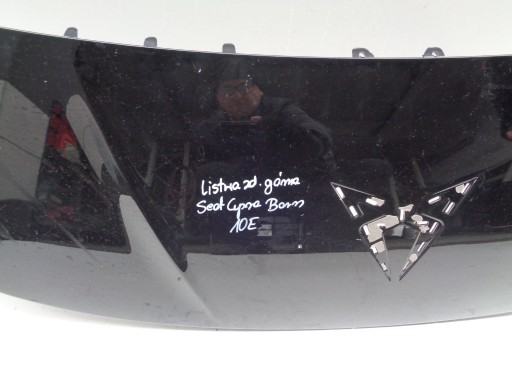 Listwa zd. górna
Seat Cupra Born
10E